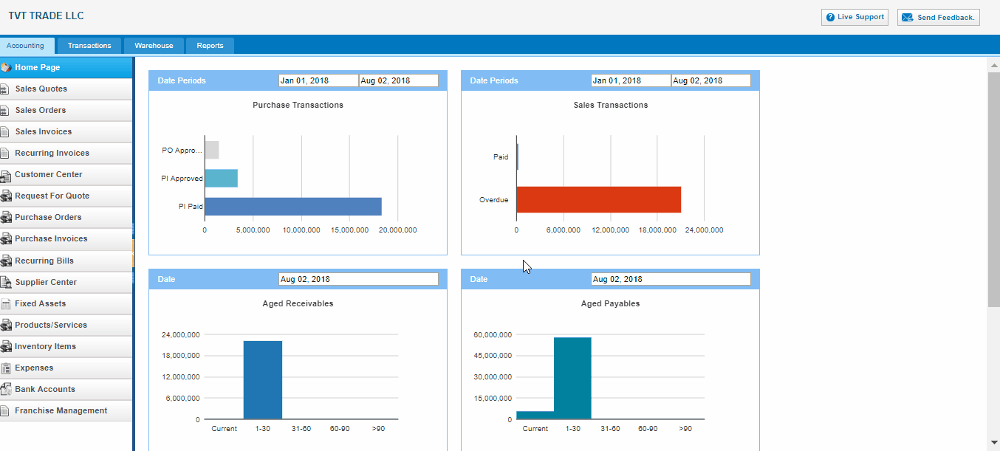 TVT TRADE LLC
Live Support
Send Feedback.
Accounting Transactions Warehouse Reports
Home Page
Sales Quotes
Sales Orders
Sales Invoices
Recurring Invoices
Customer Center
Request For Quote
Purchase Orders
Purchase Invoices
Recurring Bills
Supplier Center
Fixed Assets
Products/Services
Inventory Items
Expenses
Bank Accounts
Franchise Management
Date Periods Jan 01, 2018 Aug 02, 2018
Purchase Transactions
PO Appro...
PI Approved
PI Paid
0 5,000,000 10,000,000 15,000,000 20,000,000
Date Periods Jan 01, 2018 Aug 02, 2018
Sales Transactions
Paid
Overdue
0 6,000,000 12,000,000 18,000,000 24,000,000
Date Aug 02, 2018
Aged Receivables
24,000,000
18,000,000
12,000,000
6,000,000
0
Current 1-30 31-60 60-90 >90
Date Aug 02, 2018
Aged Payables
60,000,000
45,000,000
30,000,000
15,000,000
0
Current 1-30 31-60 60-90 >90